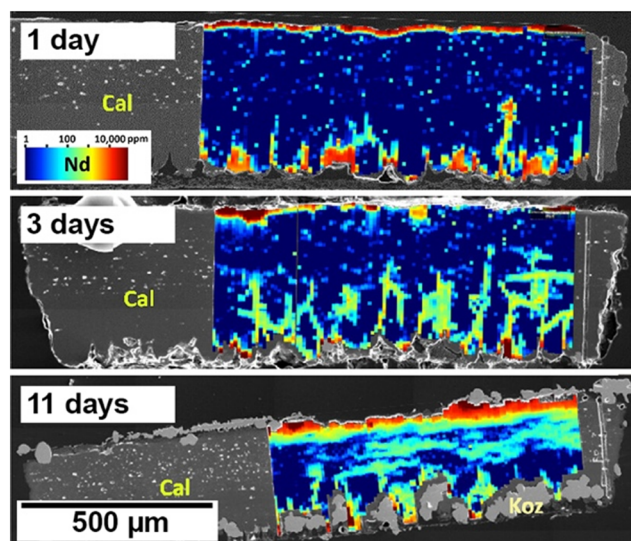 1 day
Cal
1 100 10,000 ppm
Nd
3 days
Cal
11 days
Cal
500 µm
Koz